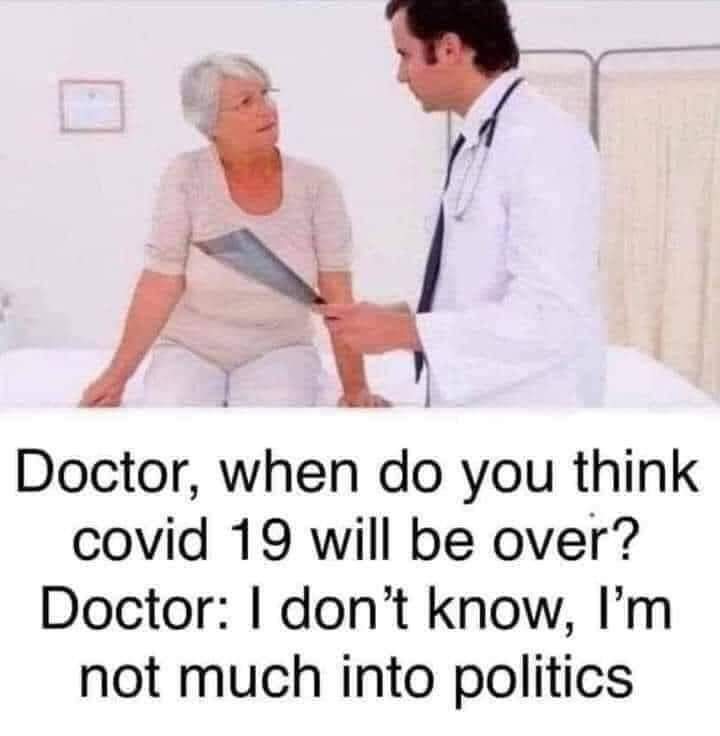 Doctor, when do you think
covid 19 will be over?
Doctor: I don't know, I'm
not much into politics